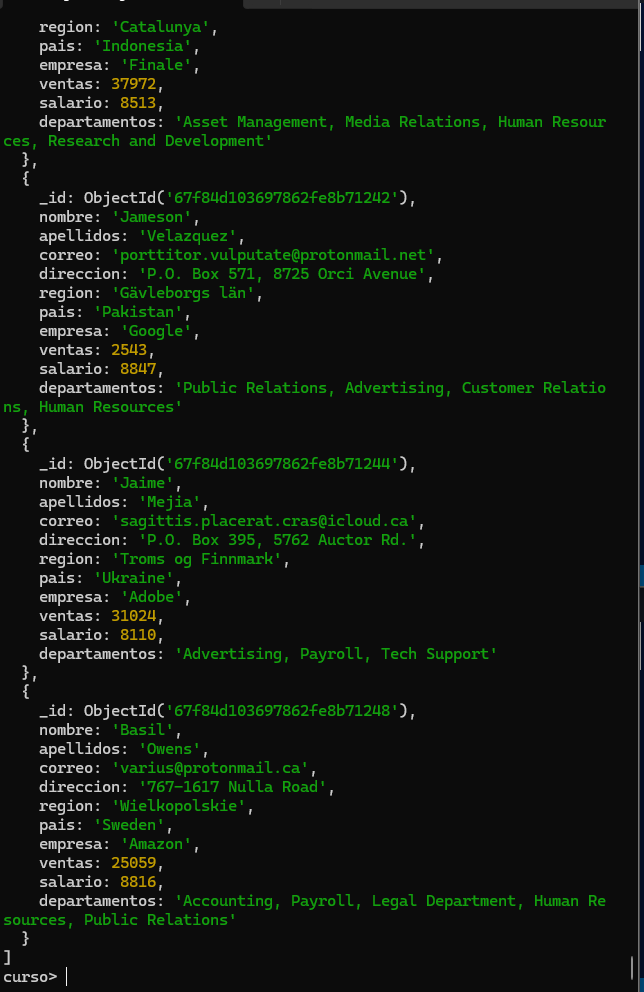 region: 'Catalunya',
pais: 'Indonesia',
empresa: 'Finale',
ventas: 37972,
salario: 8513,
departamentos: 'Asset Management, Media Relations, Human Resour
ces, Research and Development'
},
{
_id: ObjectId('67f84d103697862fe8b71242'),
nombre: 'Jameson',
apellidos: 'Velazquez',
correo: 'porttitor.vulputate@protonmail.net',
direccion: 'P.O. Box 571, 8725 Orci Avenue',
region: 'Gävleborgs län',
pais: 'Pakistan',
empresa: 'Google',
ventas: 2543,
salario: 8847,
departamentos: 'Public Relations, Advertising, Customer Relatio
ns, Human Resources'
},
{
_id: ObjectId('67f84d103697862fe8b71244'),
nombre: 'Jaime',
apellidos: 'Mejia',
correo: 'sagittis.placerat.cras@icloud.ca',
direccion: 'P.O. Box 395, 5762 Auctor Rd.',
region: 'Troms og Finnmark',
pais: 'Ukraine',
empresa: 'Adobe',
ventas: 31024,
salario: 8110,
departamentos: 'Advertising, Payroll, Tech Support'
},
{
_id: ObjectId('67f84d103697862fe8b71248'),
nombre: 'Basil',
apellidos: 'Owens',
correo: 'varius@protonmail.ca',
direccion: '767-1617 Nulla Road',
region: 'Wielkopolskie',
pais: 'Sweden',
empresa: 'Amazon',
ventas: 25059,
salario: 8816,
departamentos: 'Accounting, Payroll, Legal Department, Human Re
sources, Public Relations'
}
]
curso>